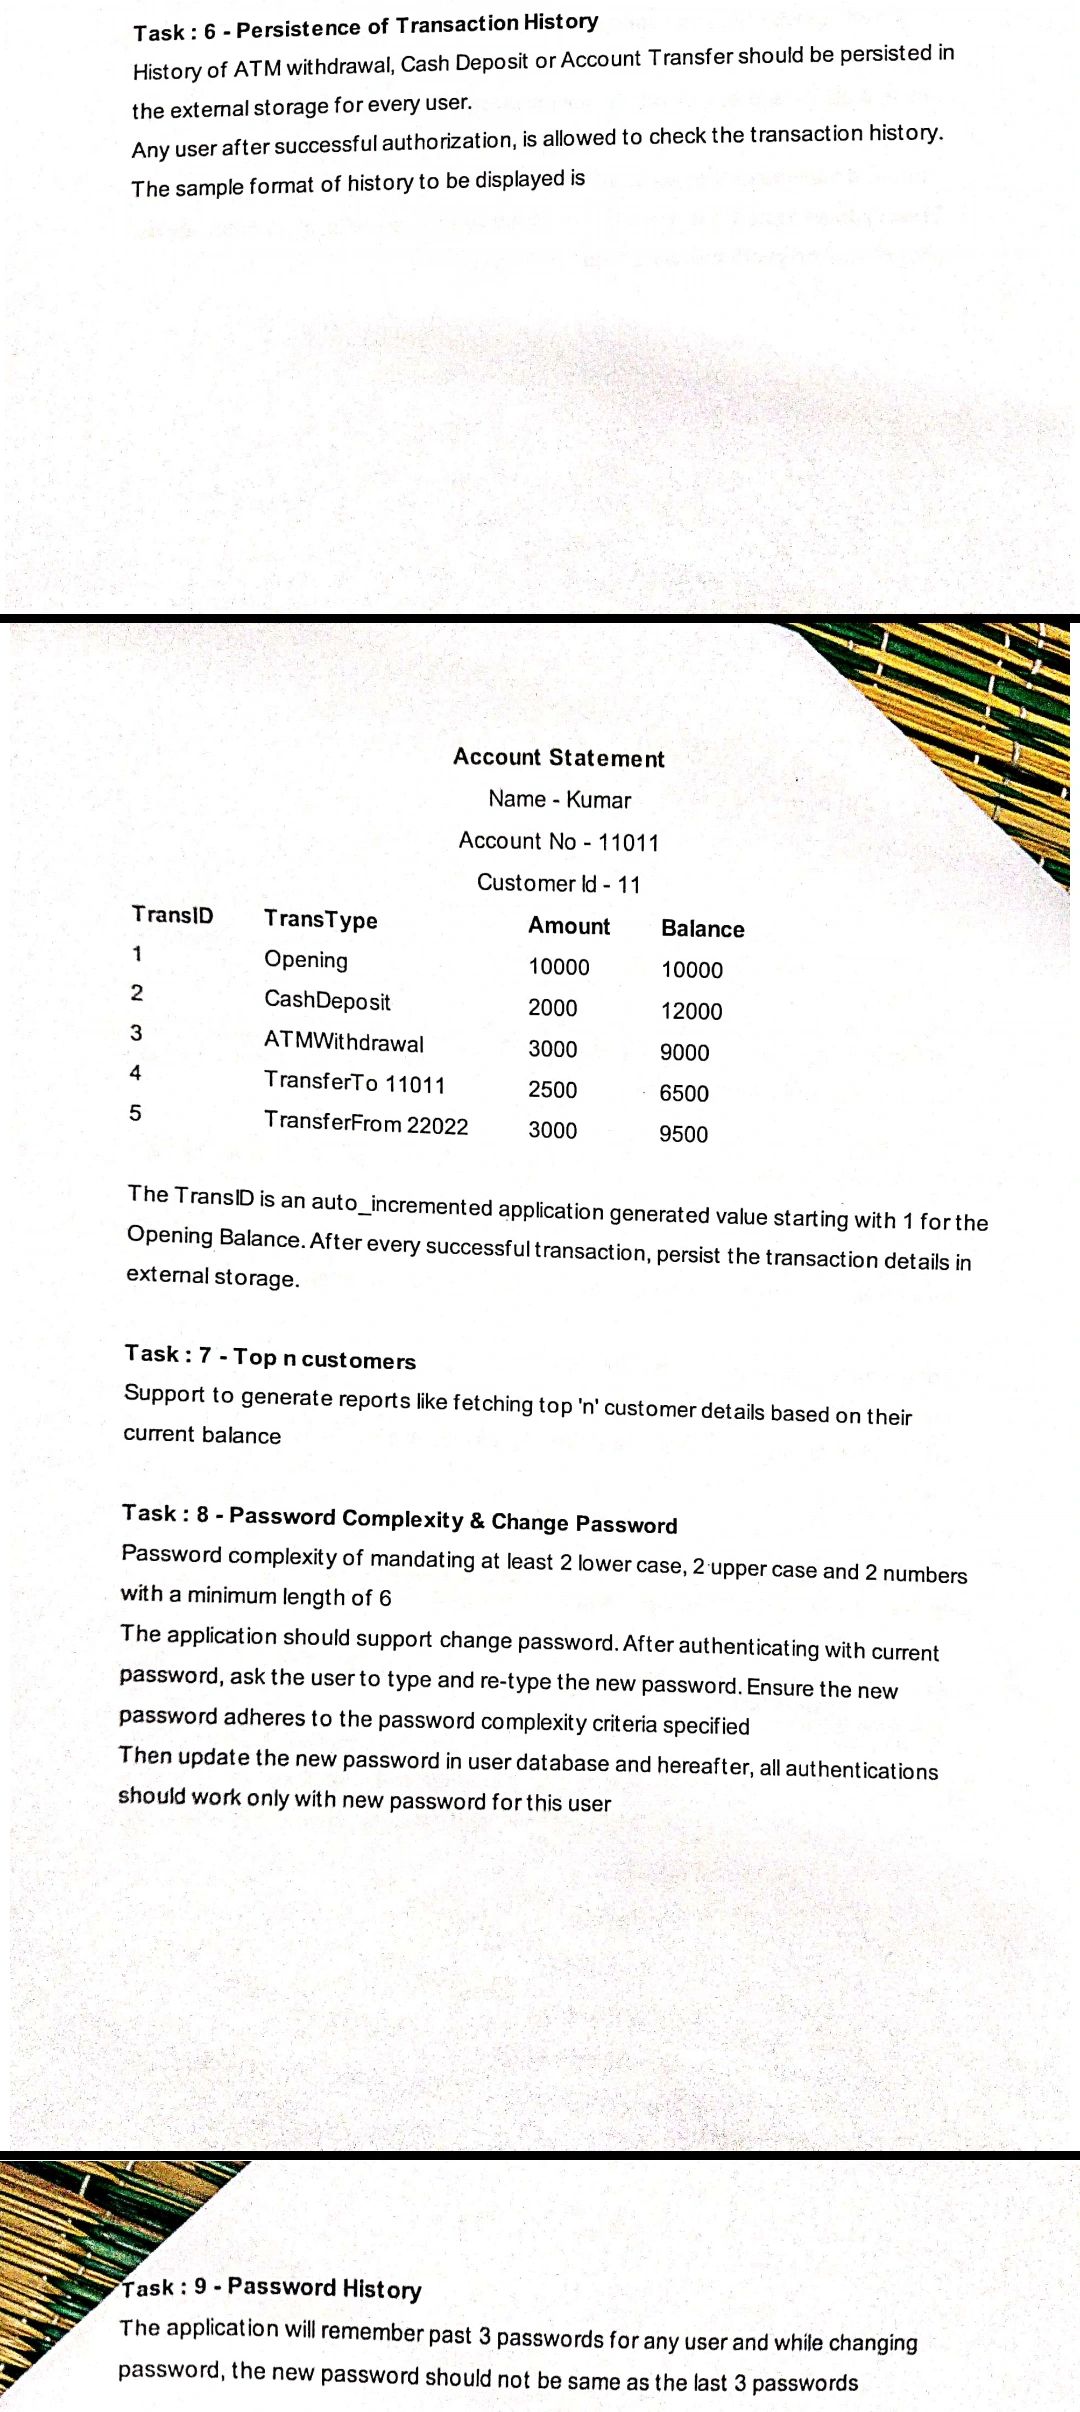 Task : 6 - Persistence of Transaction History
History of ATM withdrawal, Cash Deposit or Account Transfer should be persisted in
the external storage for every user.
Any user after successful authorization, is allowed to check the transaction history.
The sample format of history to be displayed is
Account Statement
Name - Kumar
Account No - 11011
Customer Id - 11
TransID TransType Amount Balance
1 Opening 10000 10000
2 CashDeposit 2000 12000
3 ATMWithdrawal 3000 9000
4 TransferTo 11011 2500 6500
5 TransferFrom 22022 3000 9500
The TransID is an auto_incremented application generated value starting with 1 for the
Opening Balance. After every successful transaction, persist the transaction details in
external storage.
Task : 7 - Top n customers
Support to generate reports like fetching top 'n' customer details based on their
current balance
Task : 8 - Password Complexity & Change Password
Password complexity of mandating at least 2 lower case, 2 upper case and 2 numbers
with a minimum length of 6
The application should support change password. After authenticating with current
password, ask the user to type and re-type the new password. Ensure the new
password adheres to the password complexity criteria specified
Then update the new password in user database and hereafter, all authentications
should work only with new password for this user
Task : 9 - Password History
The application will remember past 3 passwords for any user and while changing
password, the new password should not be same as the last 3 passwords